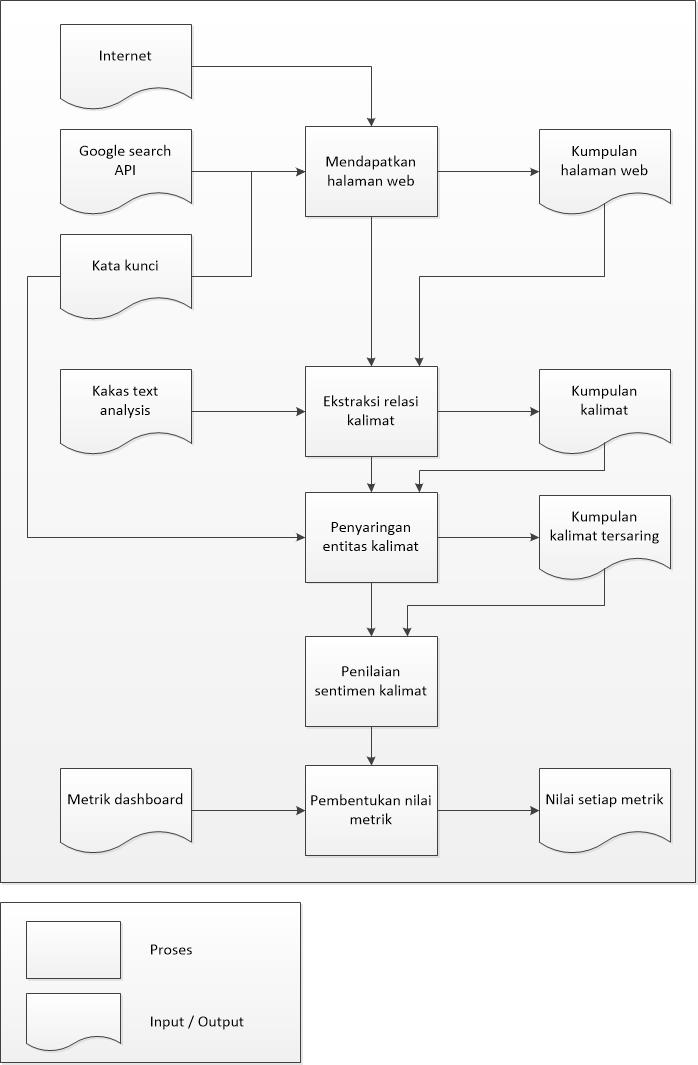 Internet
Google search
API
Mendapatkan
halaman web
Kumpulan
halaman web
Kata kunci
Kakas text
analysis
Ekstraksi relasi
kalimat
Kumpulan
kalimat
Penyaringan
entitas kalimat
Kumpulan
kalimat tersaring
Penilaian
sentimen kalimat
Metrik dashboard
Pembentukan nilai
metrik
Nilai setiap metrik
Proses
Input / Output